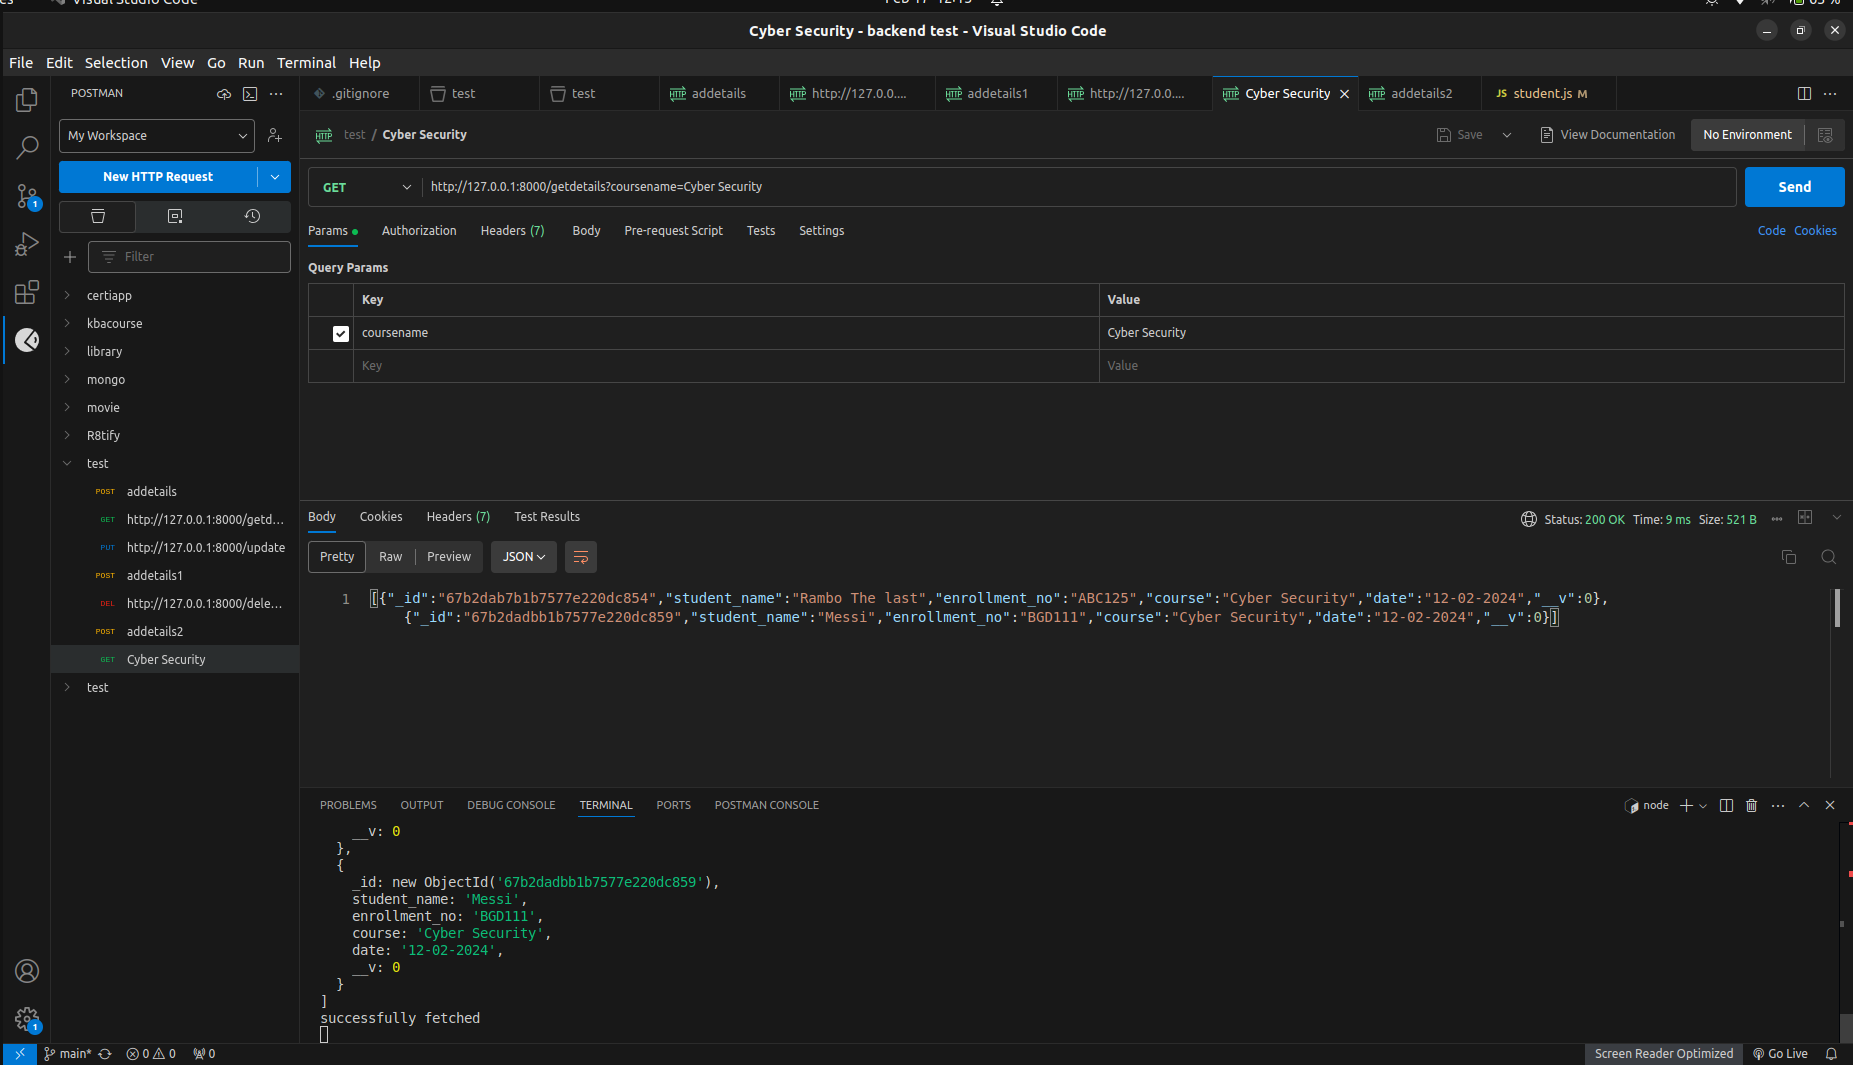 Visual Studio Code
Cyber Security - backend test - Visual Studio Code
File Edit Selection View Go Run Terminal Help
POSTMAN
.gitignore test test addetails http://127.0.0.... addetails1 http://127.0.0.... Cyber Security addetails2 JS student.js M
My Workspace
HTTP test / Cyber Security Save View Documentation No Environment
New HTTP Request
GET http://127.0.0.1:8000/getdetails?coursename=Cyber Security Send
Params Authorization Headers (7) Body Pre-request Script Tests Settings Code Cookies
Filter
Query Params
Key Value
coursename Cyber Security
Key Value
certiapp
kbacourse
library
mongo
movie
R8tify
test
POST addetails
GET http://127.0.0.1:8000/getd...
PUT http://127.0.0.1:8000/update
POST addetails1
DEL http://127.0.0.1:8000/dele...
POST addetails2
GET Cyber Security
test
1
Body Cookies Headers (7) Test Results Status: 200 OK Time: 9 ms Size: 521 B
Pretty Raw Preview JSON
1 [{"_id":"67b2dab7b1b7577e220dc854","student_name":"Rambo The last","enrollment_no":"ABC125","course":"Cyber Security","date":"12-02-2024","__v":0},
{"_id":"67b2dadbb1b7577e220dc859","student_name":"Messi","enrollment_no":"BGD111","course":"Cyber Security","date":"12-02-2024","__v":0}]
PROBLEMS OUTPUT DEBUG CONSOLE TERMINAL PORTS POSTMAN CONSOLE node
__v: 0
},
{
_id: new ObjectId('67b2dadbb1b7577e220dc859'),
student_name: 'Messi',
enrollment_no: 'BGD111',
course: 'Cyber Security',
date: '12-02-2024',
__v: 0
}
]
successfully fetched
1
main* 0 0 0 Screen Reader Optimized Go Live